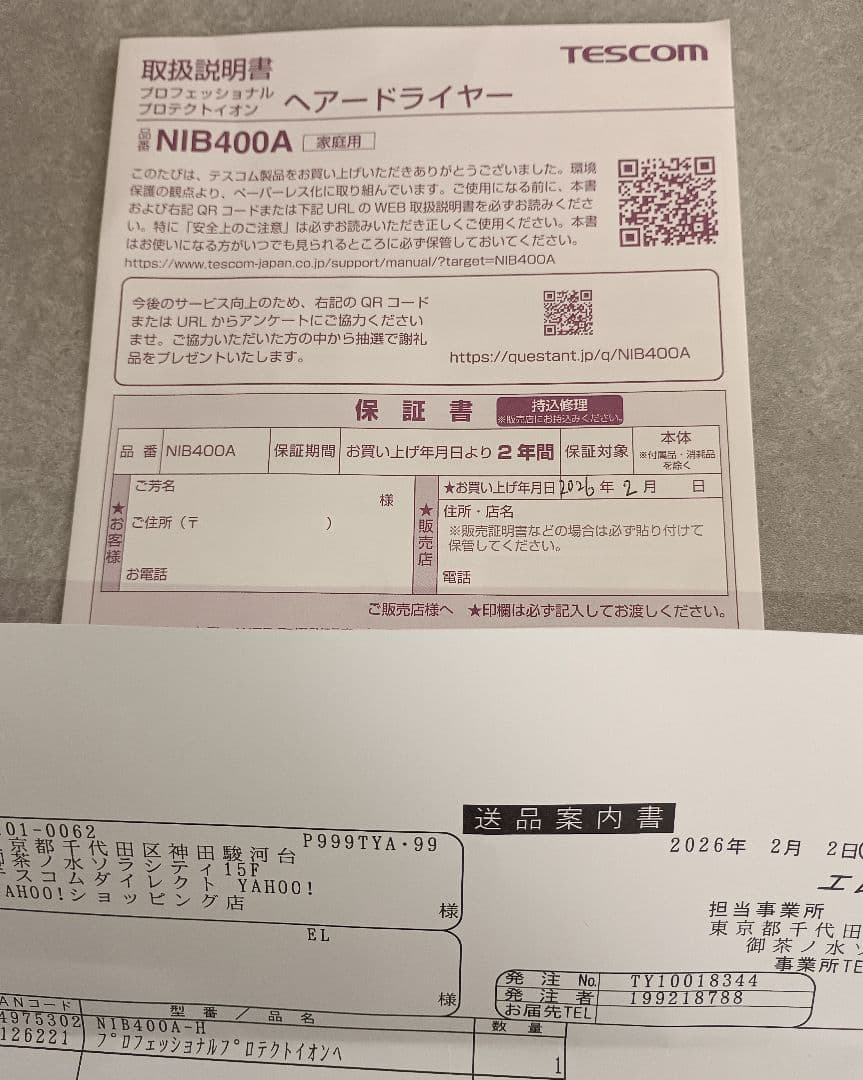 取扱説明書
TESCOM
プロフェッショナル
プロテクトイオン
ヘアードライヤー
品番 NIB400A 家庭用
このたびは、テスコム製品をお買い上げいただきありがとうございました。環境
保護の観点より、ペーパーレス化に取り組んでいます。ご使用になる前に、本書
および右記 QR コードまたは下記 URL の WEB 取扱説明書を必ずお読みくださ
い。特に「安全上のご注意」は必ずお読みいただき正しくご使用ください。本書
はお使いになる方がいつでも見られるところに必ず保管しておいてください。
https://www.tescom-japan.co.jp/support/manual/?target=NIB400A
今後のサービス向上のため、右記の QR コード
または URL からアンケートにご協力ください
ませ。ご協力いただいた方の中から抽選で謝礼
品をプレゼントいたします。
https://questant.jp/q/NIB400A
保証書
持込修理
※販売店にお持込みください。
品番 NIB400A 保証期間 お買い上げ年月日より 2 年間 保証対象 本体
※付属品・消耗品
を除く
★お客様
ご芳名
様
ご住所（〒 ）
お電話
★販売店
★お買い上げ年月日 2026 年 2 月 日
住所・店名
※販売証明書などの場合は必ず貼り付けて
保管してください。
電話
ご販売店様へ ★印欄は必ず記入してお渡しください。
送品案内書
2026年 2月 2日
01-0062
P999TYA・99
京都千代田区神田駿河台
茶ノ水ソラシティ15F
スコムダイレクト YAHOO!
AHOO!ショッピング店
様
EL
様
担当事業所
東京都千代田
御茶ノ水
事業所TE
発注No. TY10018344
発注者 199218788
お届先TEL
ANコード 型番／品名 数量
4975302 NIB400A-H
126221 プロフェッショナルプロテクトイオンヘ 1